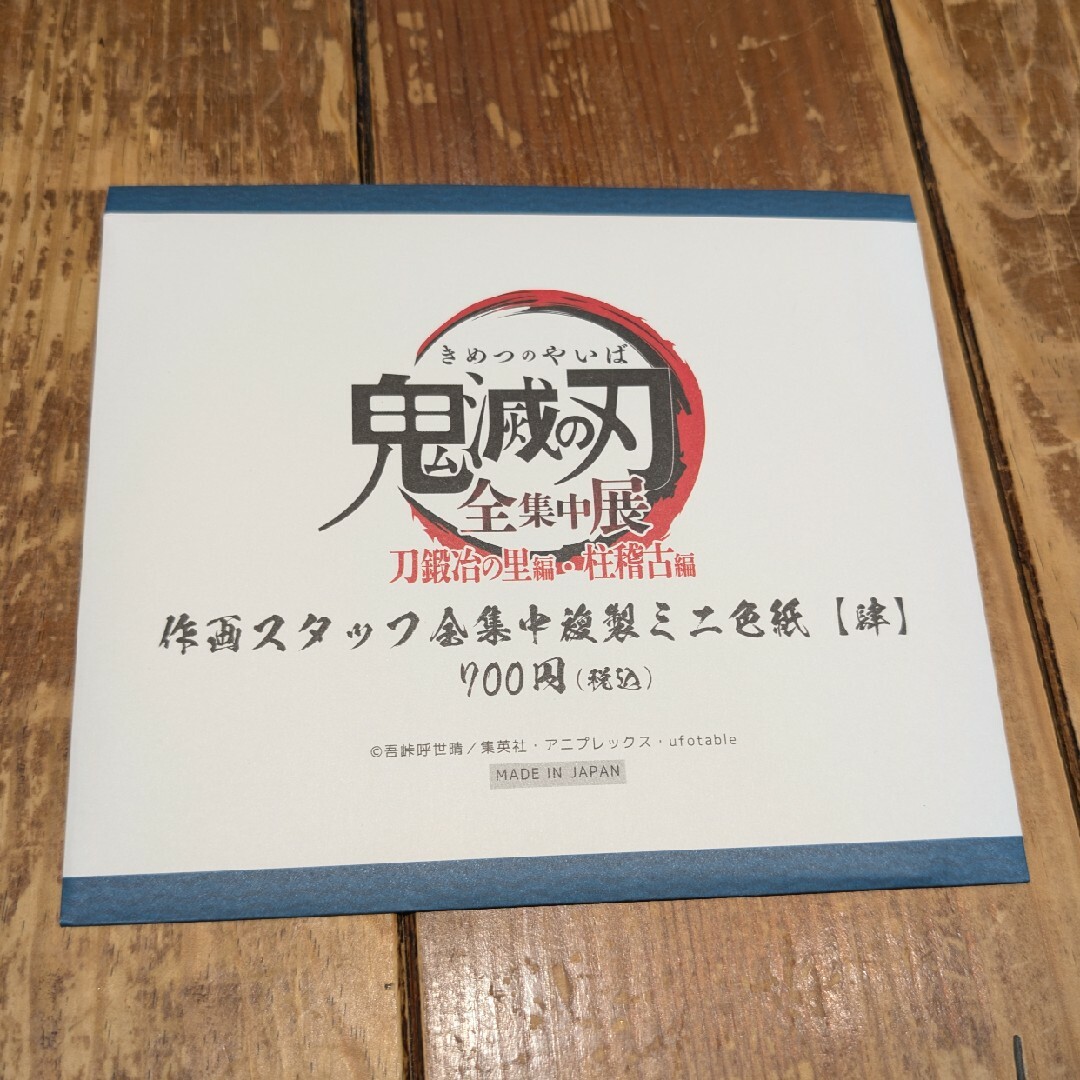 きめつのやいば
鬼滅の刃
全集中展
刀鍛冶の里編・柱稽古編
作画スタッフ全集中複製ミニ色紙【肆】
700円（税込）
©吾峠呼世晴／集英社・アニプレックス・ufotable
MADE IN JAPAN